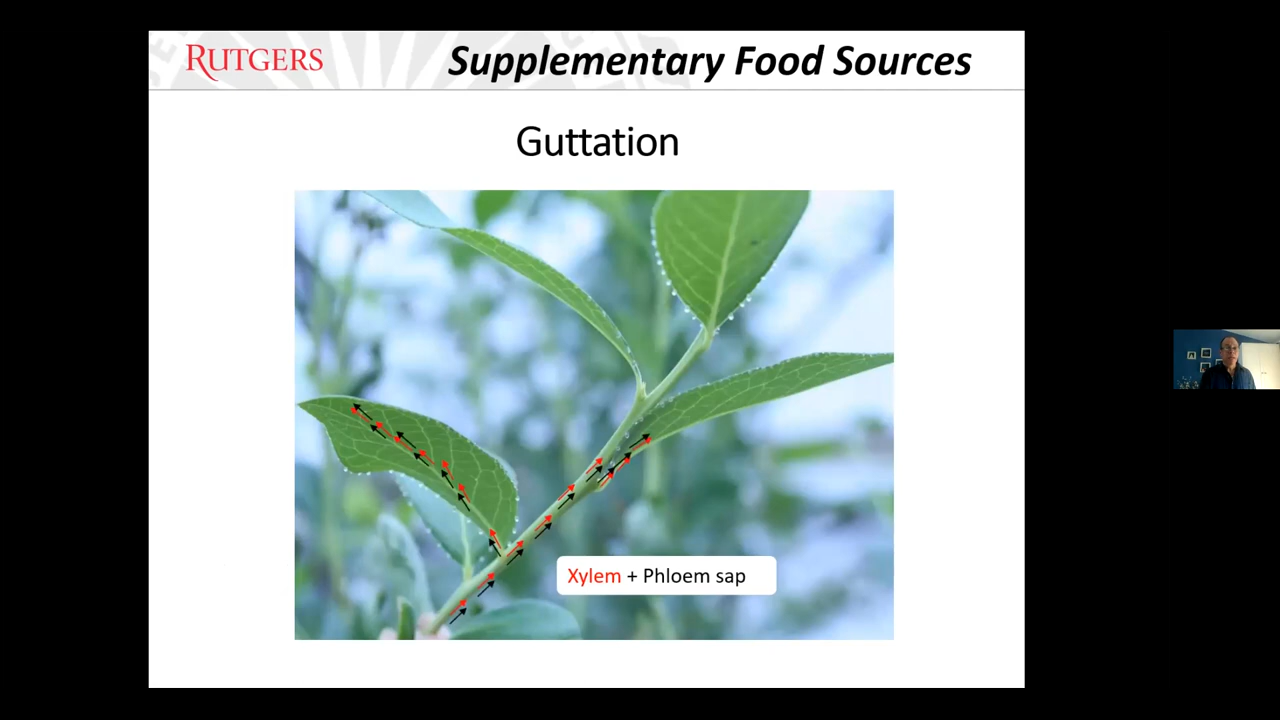 RUTGERS
Supplementary Food Sources
Guttation
Xylem + Phloem sap